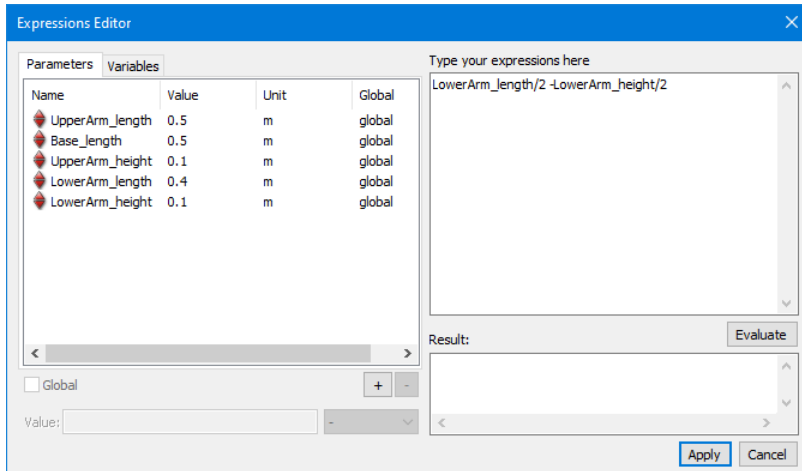 Expressions Editor
Parameters Variables
Name Value Unit Global
UpperArm_length 0.5 m global
Base_length 0.5 m global
UpperArm_height 0.1 m global
LowerArm_length 0.4 m global
LowerArm_height 0.1 m global
Global + -
Value: -
Type your expressions here
LowerArm_length/2 -LowerArm_height/2
Result: Evaluate
Apply Cancel